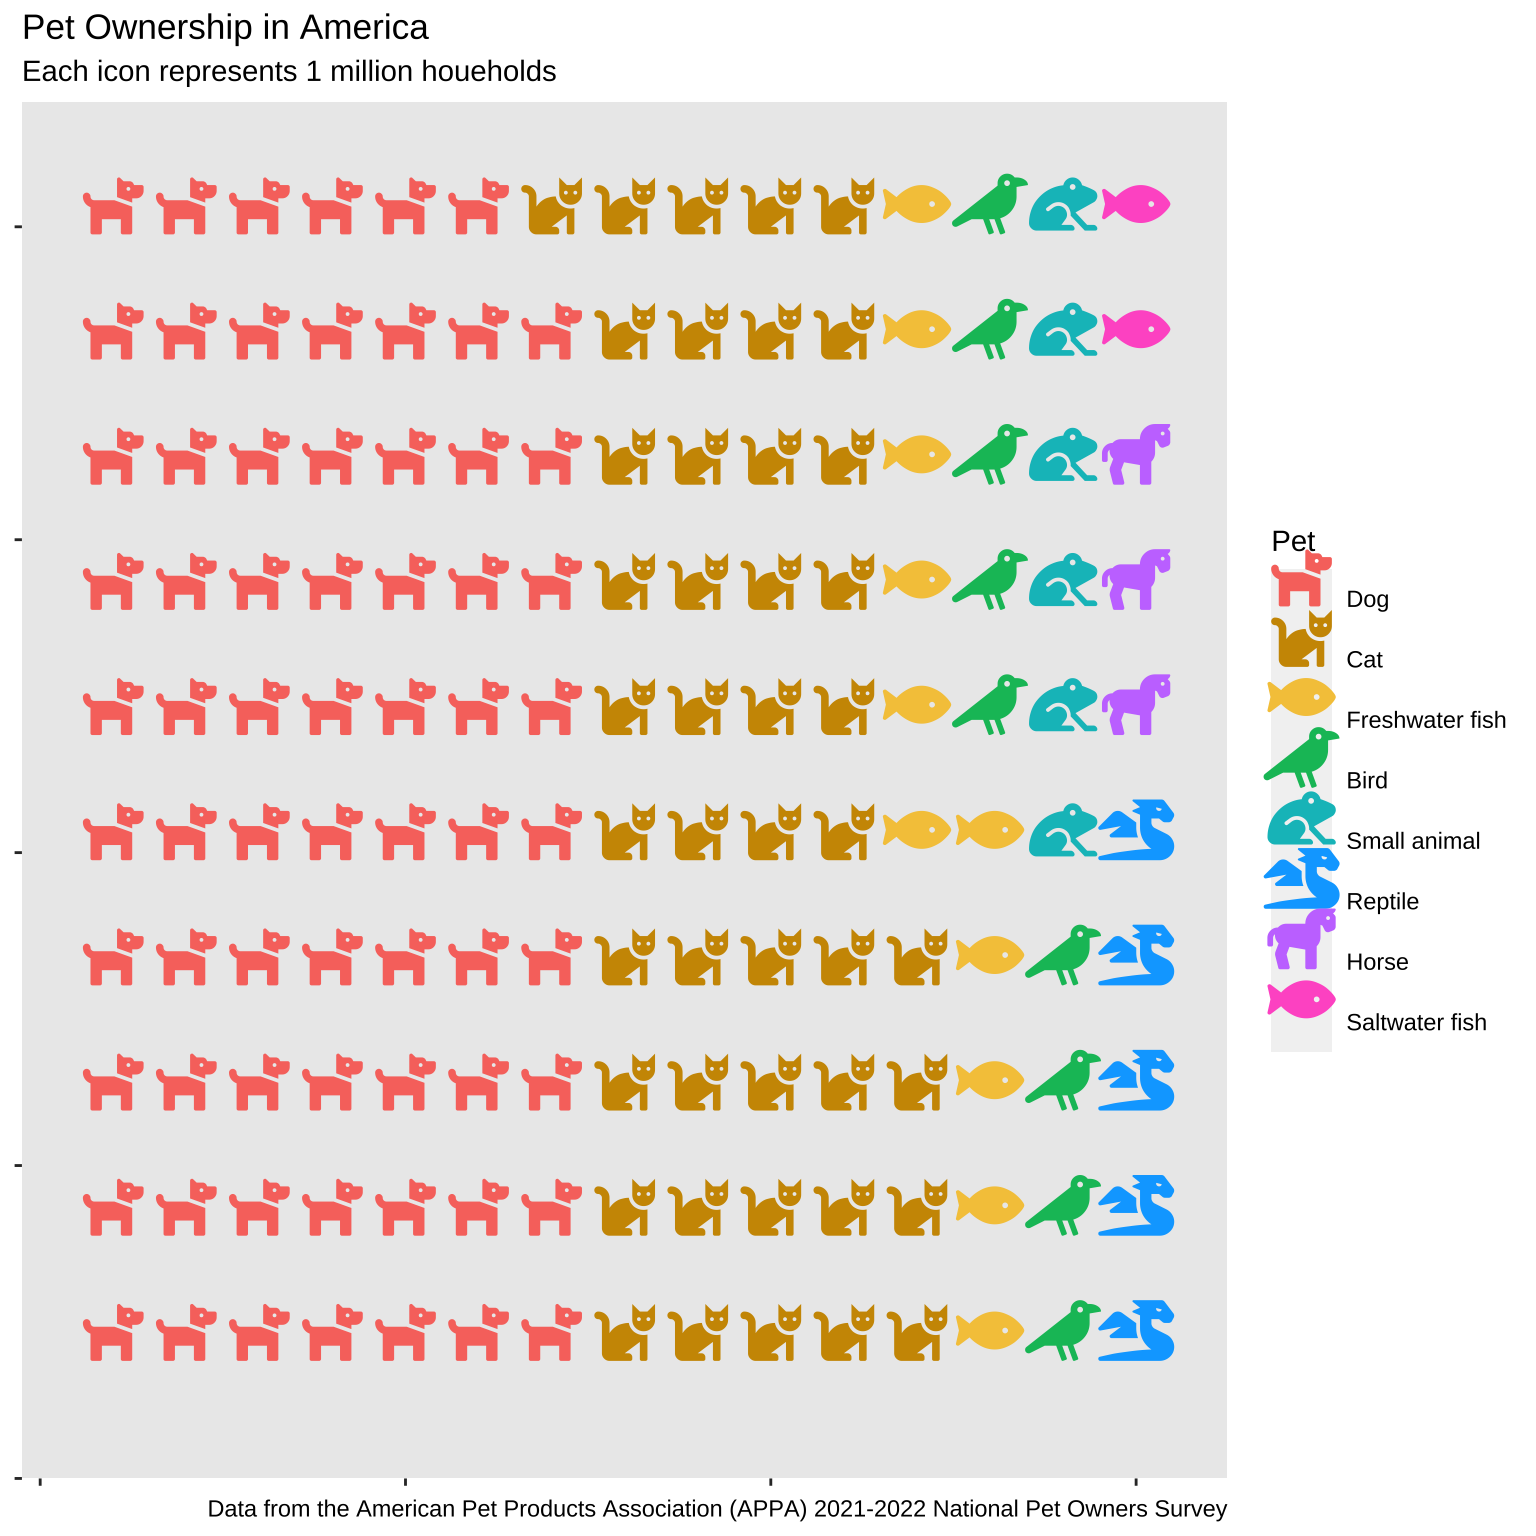 Pet Ownership in America
Each icon represents 1 million houeholds
Pet
Dog
Cat
Freshwater fish
Bird
Small animal
Reptile
Horse
Saltwater fish
Data from the American Pet Products Association (APPA) 2021-2022 National Pet Owners Survey